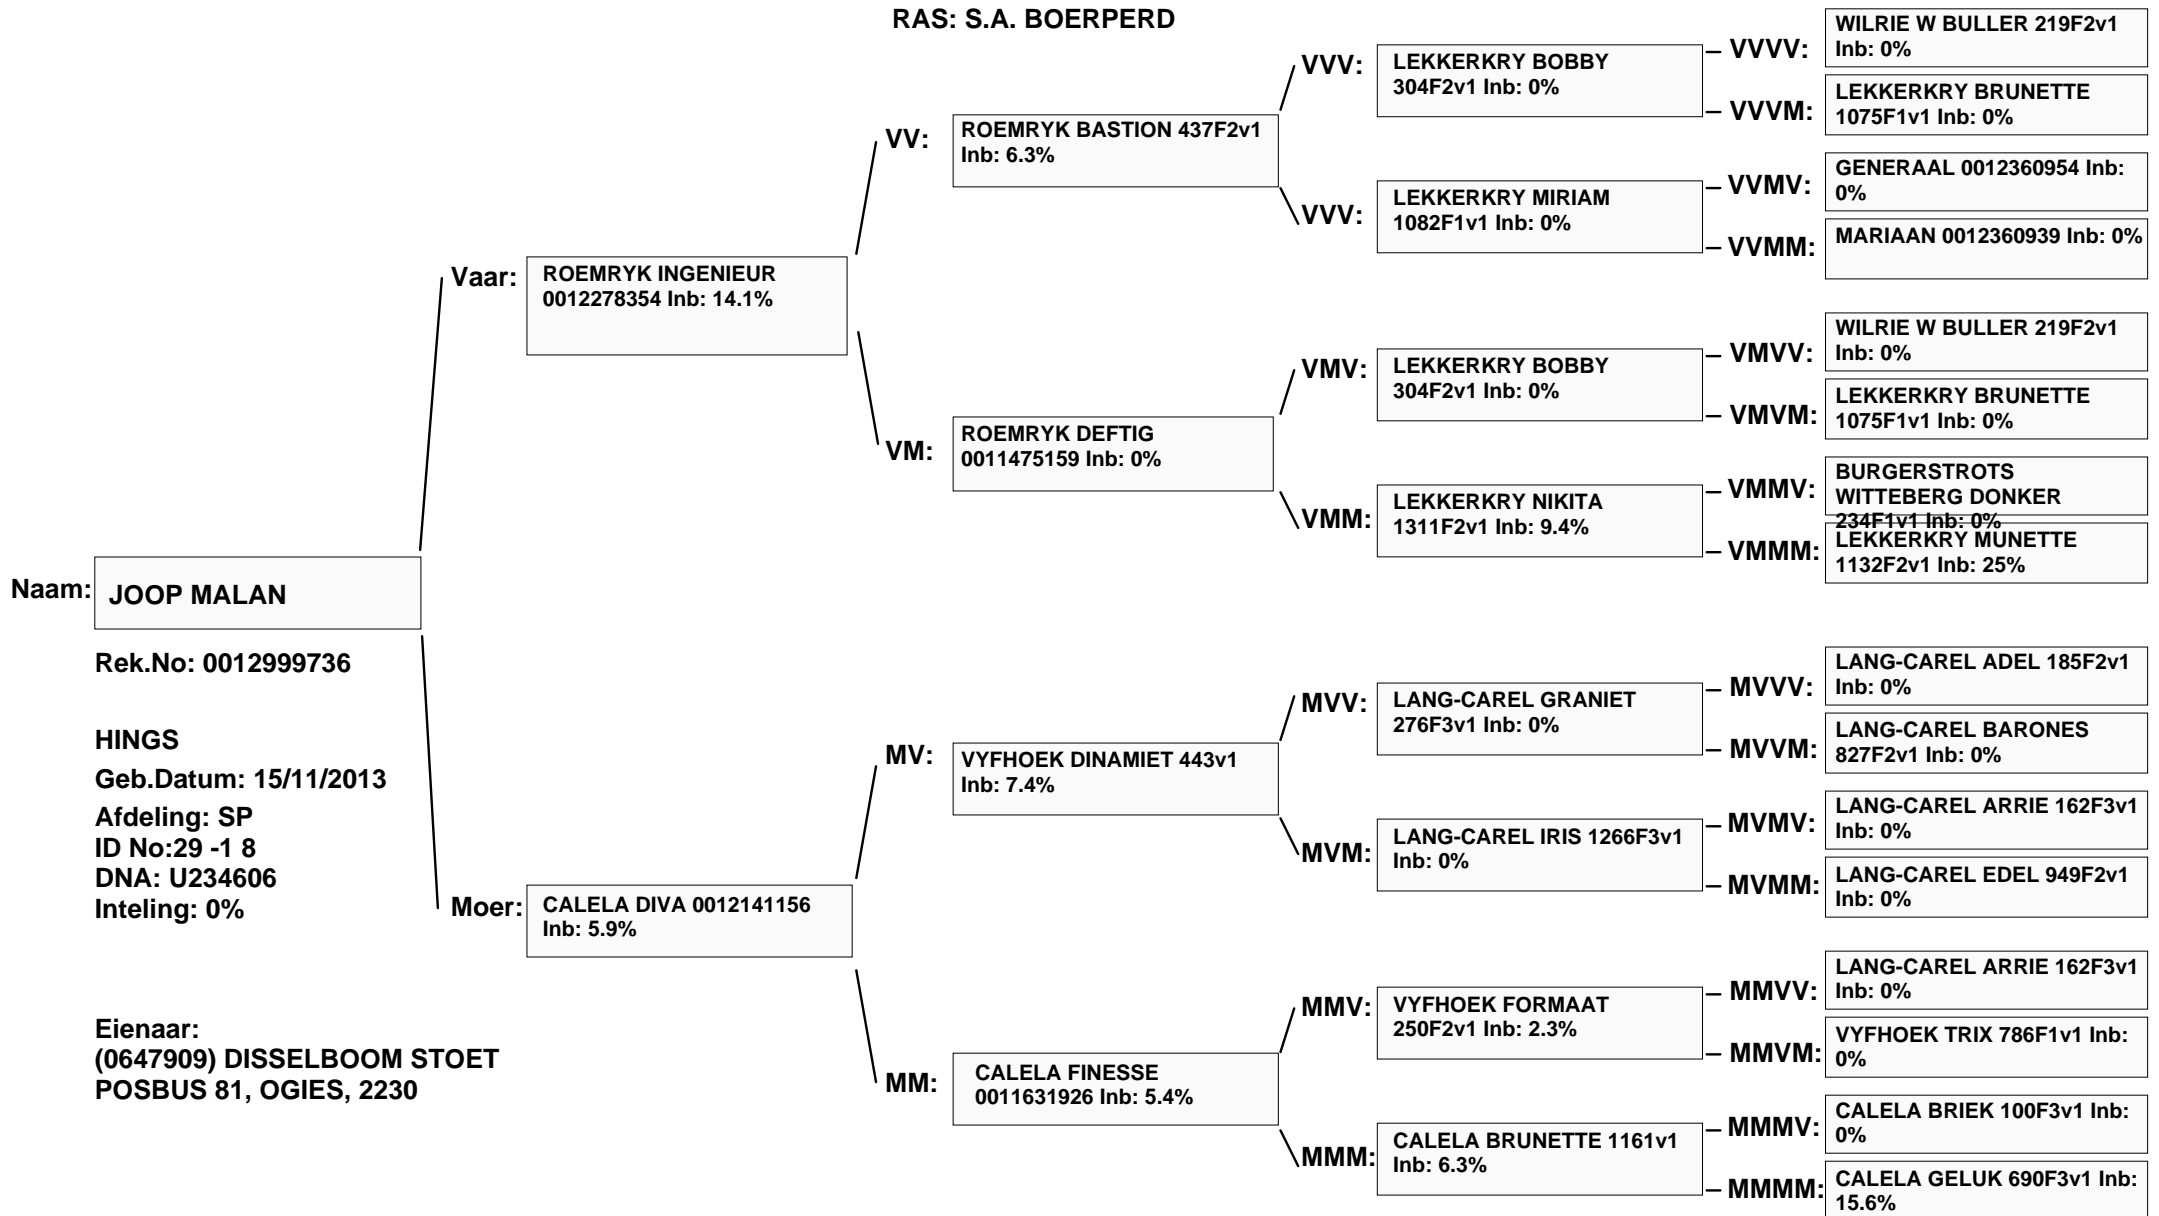 RAS: S.A. BOERPERD
Naam:
JOOP MALAN
Rek.No: 0012999736
HINGS
Geb.Datum: 15/11/2013
Afdeling: SP
ID No:29 -1 8
DNA: U234606
Inteling: 0%
Eienaar:
(0647909) DISSELBOOM STOET
POSBUS 81, OGIES, 2230
Vaar:
ROEMRYK INGENIEUR
0012278354 Inb: 14.1%
Moer:
CALELA DIVA 0012141156
Inb: 5.9%
VV:
ROEMRYK BASTION 437F2v1
Inb: 6.3%
VM:
ROEMRYK DEFTIG
0011475159 Inb: 0%
MV:
VYFHOEK DINAMIET 443v1
Inb: 7.4%
MM:
CALELA FINESSE
0011631926 Inb: 5.4%
VVV:
LEKKERKRY BOBBY
304F2v1 Inb: 0%
VVV:
LEKKERKRY MIRIAM
1082F1v1 Inb: 0%
VMV:
LEKKERKRY BOBBY
304F2v1 Inb: 0%
VMM:
LEKKERKRY NIKITA
1311F2v1 Inb: 9.4%
MVV:
LANG-CAREL GRANIET
276F3v1 Inb: 0%
MVM:
LANG-CAREL IRIS 1266F3v1
Inb: 0%
MMV:
VYFHOEK FORMAAT
250F2v1 Inb: 2.3%
MMM:
CALELA BRUNETTE 1161v1
Inb: 6.3%
VVVV:
WILRIE W BULLER 219F2v1
Inb: 0%
VVVM:
LEKKERKRY BRUNETTE
1075F1v1 Inb: 0%
VVMV:
GENERAAL 0012360954 Inb:
0%
VVMM:
MARIAAN 0012360939 Inb: 0%
VMVV:
WILRIE W BULLER 219F2v1
Inb: 0%
VMVM:
LEKKERKRY BRUNETTE
1075F1v1 Inb: 0%
VMMV:
BURGERSTROTS
WITTEBERG DONKER
234F1v1 Inb: 0%
VMMM:
LEKKERKRY MUNETTE
1132F2v1 Inb: 25%
MVVV:
LANG-CAREL ADEL 185F2v1
Inb: 0%
MVVM:
LANG-CAREL BARONES
827F2v1 Inb: 0%
MVMV:
LANG-CAREL ARRIE 162F3v1
Inb: 0%
MVMM:
LANG-CAREL EDEL 949F2v1
Inb: 0%
MMVV:
LANG-CAREL ARRIE 162F3v1
Inb: 0%
MMVM:
VYFHOEK TRIX 786F1v1 Inb:
0%
MMMV:
CALELA BRIEK 100F3v1 Inb:
0%
MMMM:
CALELA GELUK 690F3v1 Inb:
15.6%